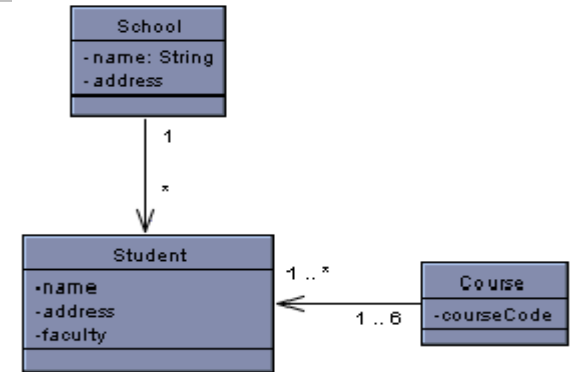 School
-name: String
-address
1
*
Student
-name
-address
-faculty
1 .. *
1 .. 6
Course
-courseCode